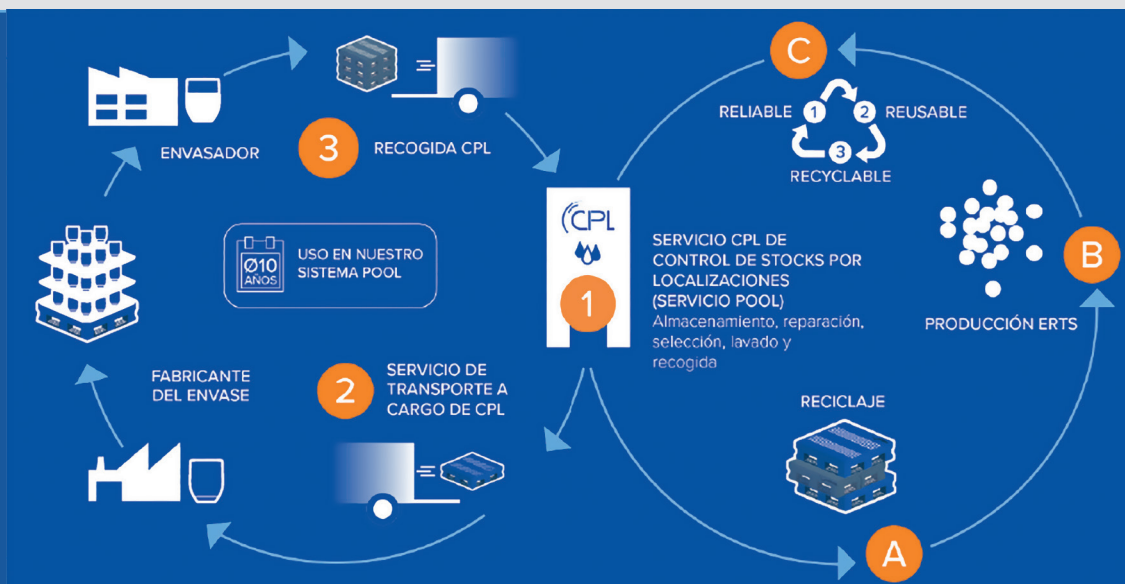 ENVASADOR
3
RECOGIDA CPL
Ø10
AÑOS
USO EN NUESTRO
SISTEMA POOL
FABRICANTE
DEL ENVASE
2
SERVICIO DE
TRANSPORTE A
CARGO DE CPL
CPL
1
SERVICIO CPL DE
CONTROL DE STOCKS POR
LOCALIZACIONES
(SERVICIO POOL)
Almacenamiento, reparación,
selección, lavado y
recogida
C
RELIABLE 1 2 REUSABLE
3
RECYCLABLE
B
PRODUCCIÓN ERTS
RECICLAJE
A